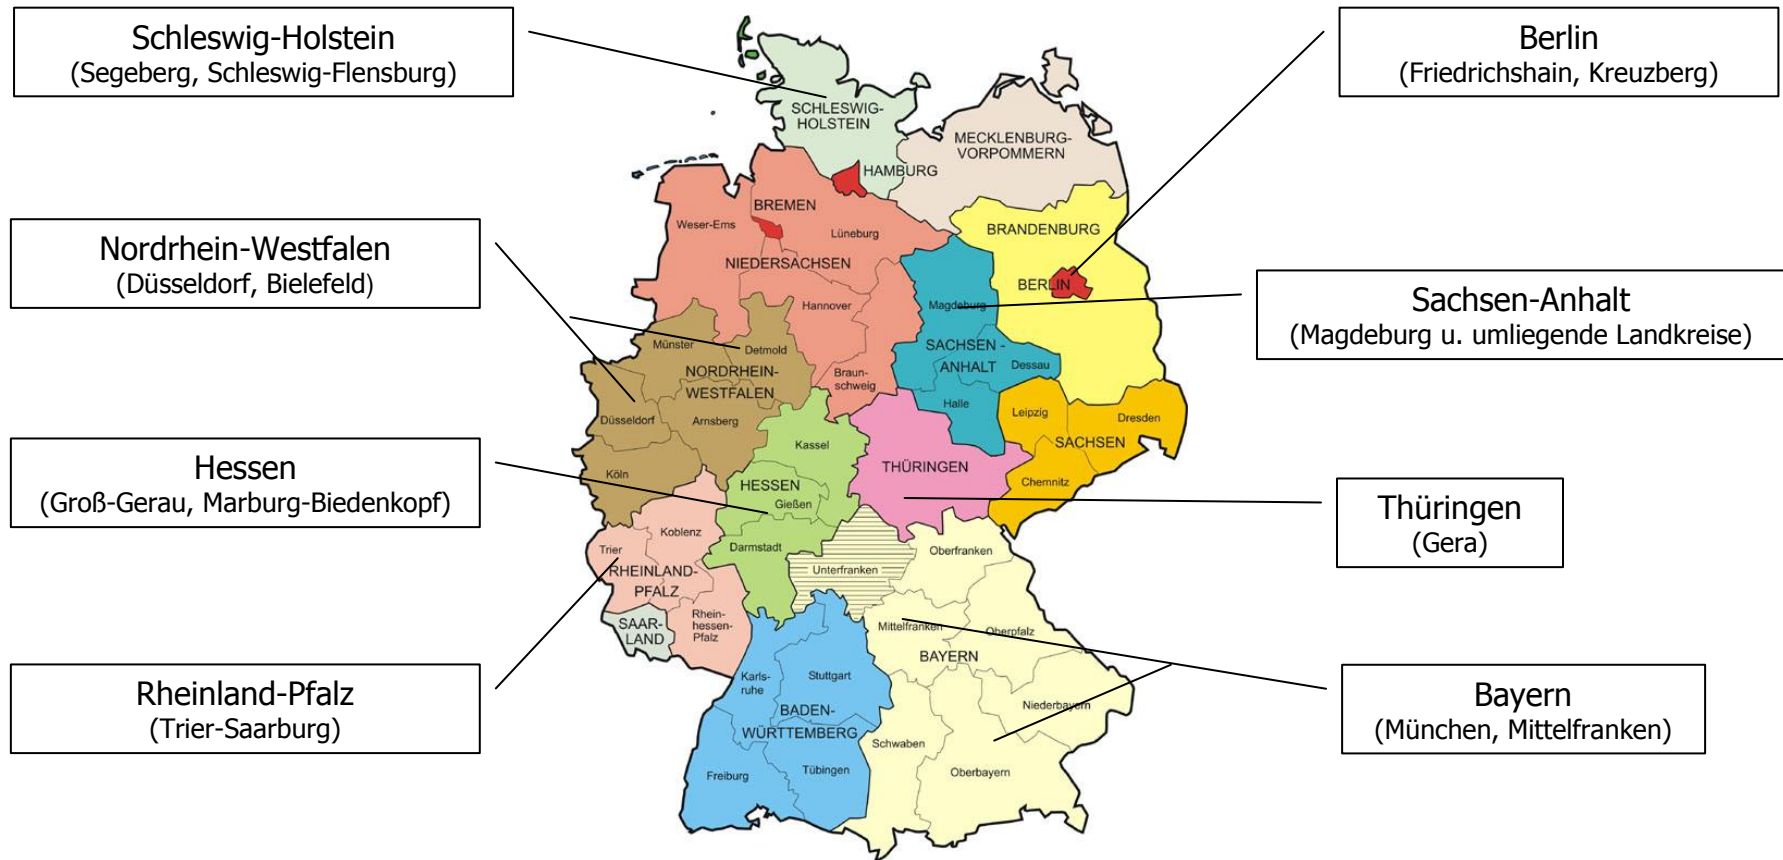 Schleswig-Holstein
(Segeberg, Schleswig-Flensburg)
Nordrhein-Westfalen
(Düsseldorf, Bielefeld)
Hessen
(Groß-Gerau, Marburg-Biedenkopf)
Rheinland-Pfalz
(Trier-Saarburg)
SCHLESWIG-
HOLSTEIN
MECKLENBURG-
VORPOMMERN
HAMBURG
BREMEN
Weser-Ems
Lüneburg
BRANDENBURG
NIEDERSACHSEN
BERLIN
Hannover
Magdeburg
Münster
Detmold
SACHSEN -
ANHALT
Dessau
NORDRHEIN-
WESTFALEN
Braun-
schweig
Halle
Leipzig
Dresden
Düsseldorf
Arnsberg
Kassel
SACHSEN
THÜRINGEN
Köln
HESSEN
Gießen
Chemnitz
Koblenz
Trier
Darmstadt
Oberfranken
RHEINLAND-
PFALZ
Unterfranken
SAAR-
LAND
Rhein-
hessen-
Pfalz
Mittelfranken
Oberpfalz
BAYERN
Karls-
ruhe
Stuttgart
BADEN-
WÜRTTEMBERG
Niederbayern
Schwaben
Freiburg
Tübingen
Oberbayern
Berlin
(Friedrichshain, Kreuzberg)
Sachsen-Anhalt
(Magdeburg u. umliegende Landkreise)
Thüringen
(Gera)
Bayern
(München, Mittelfranken)